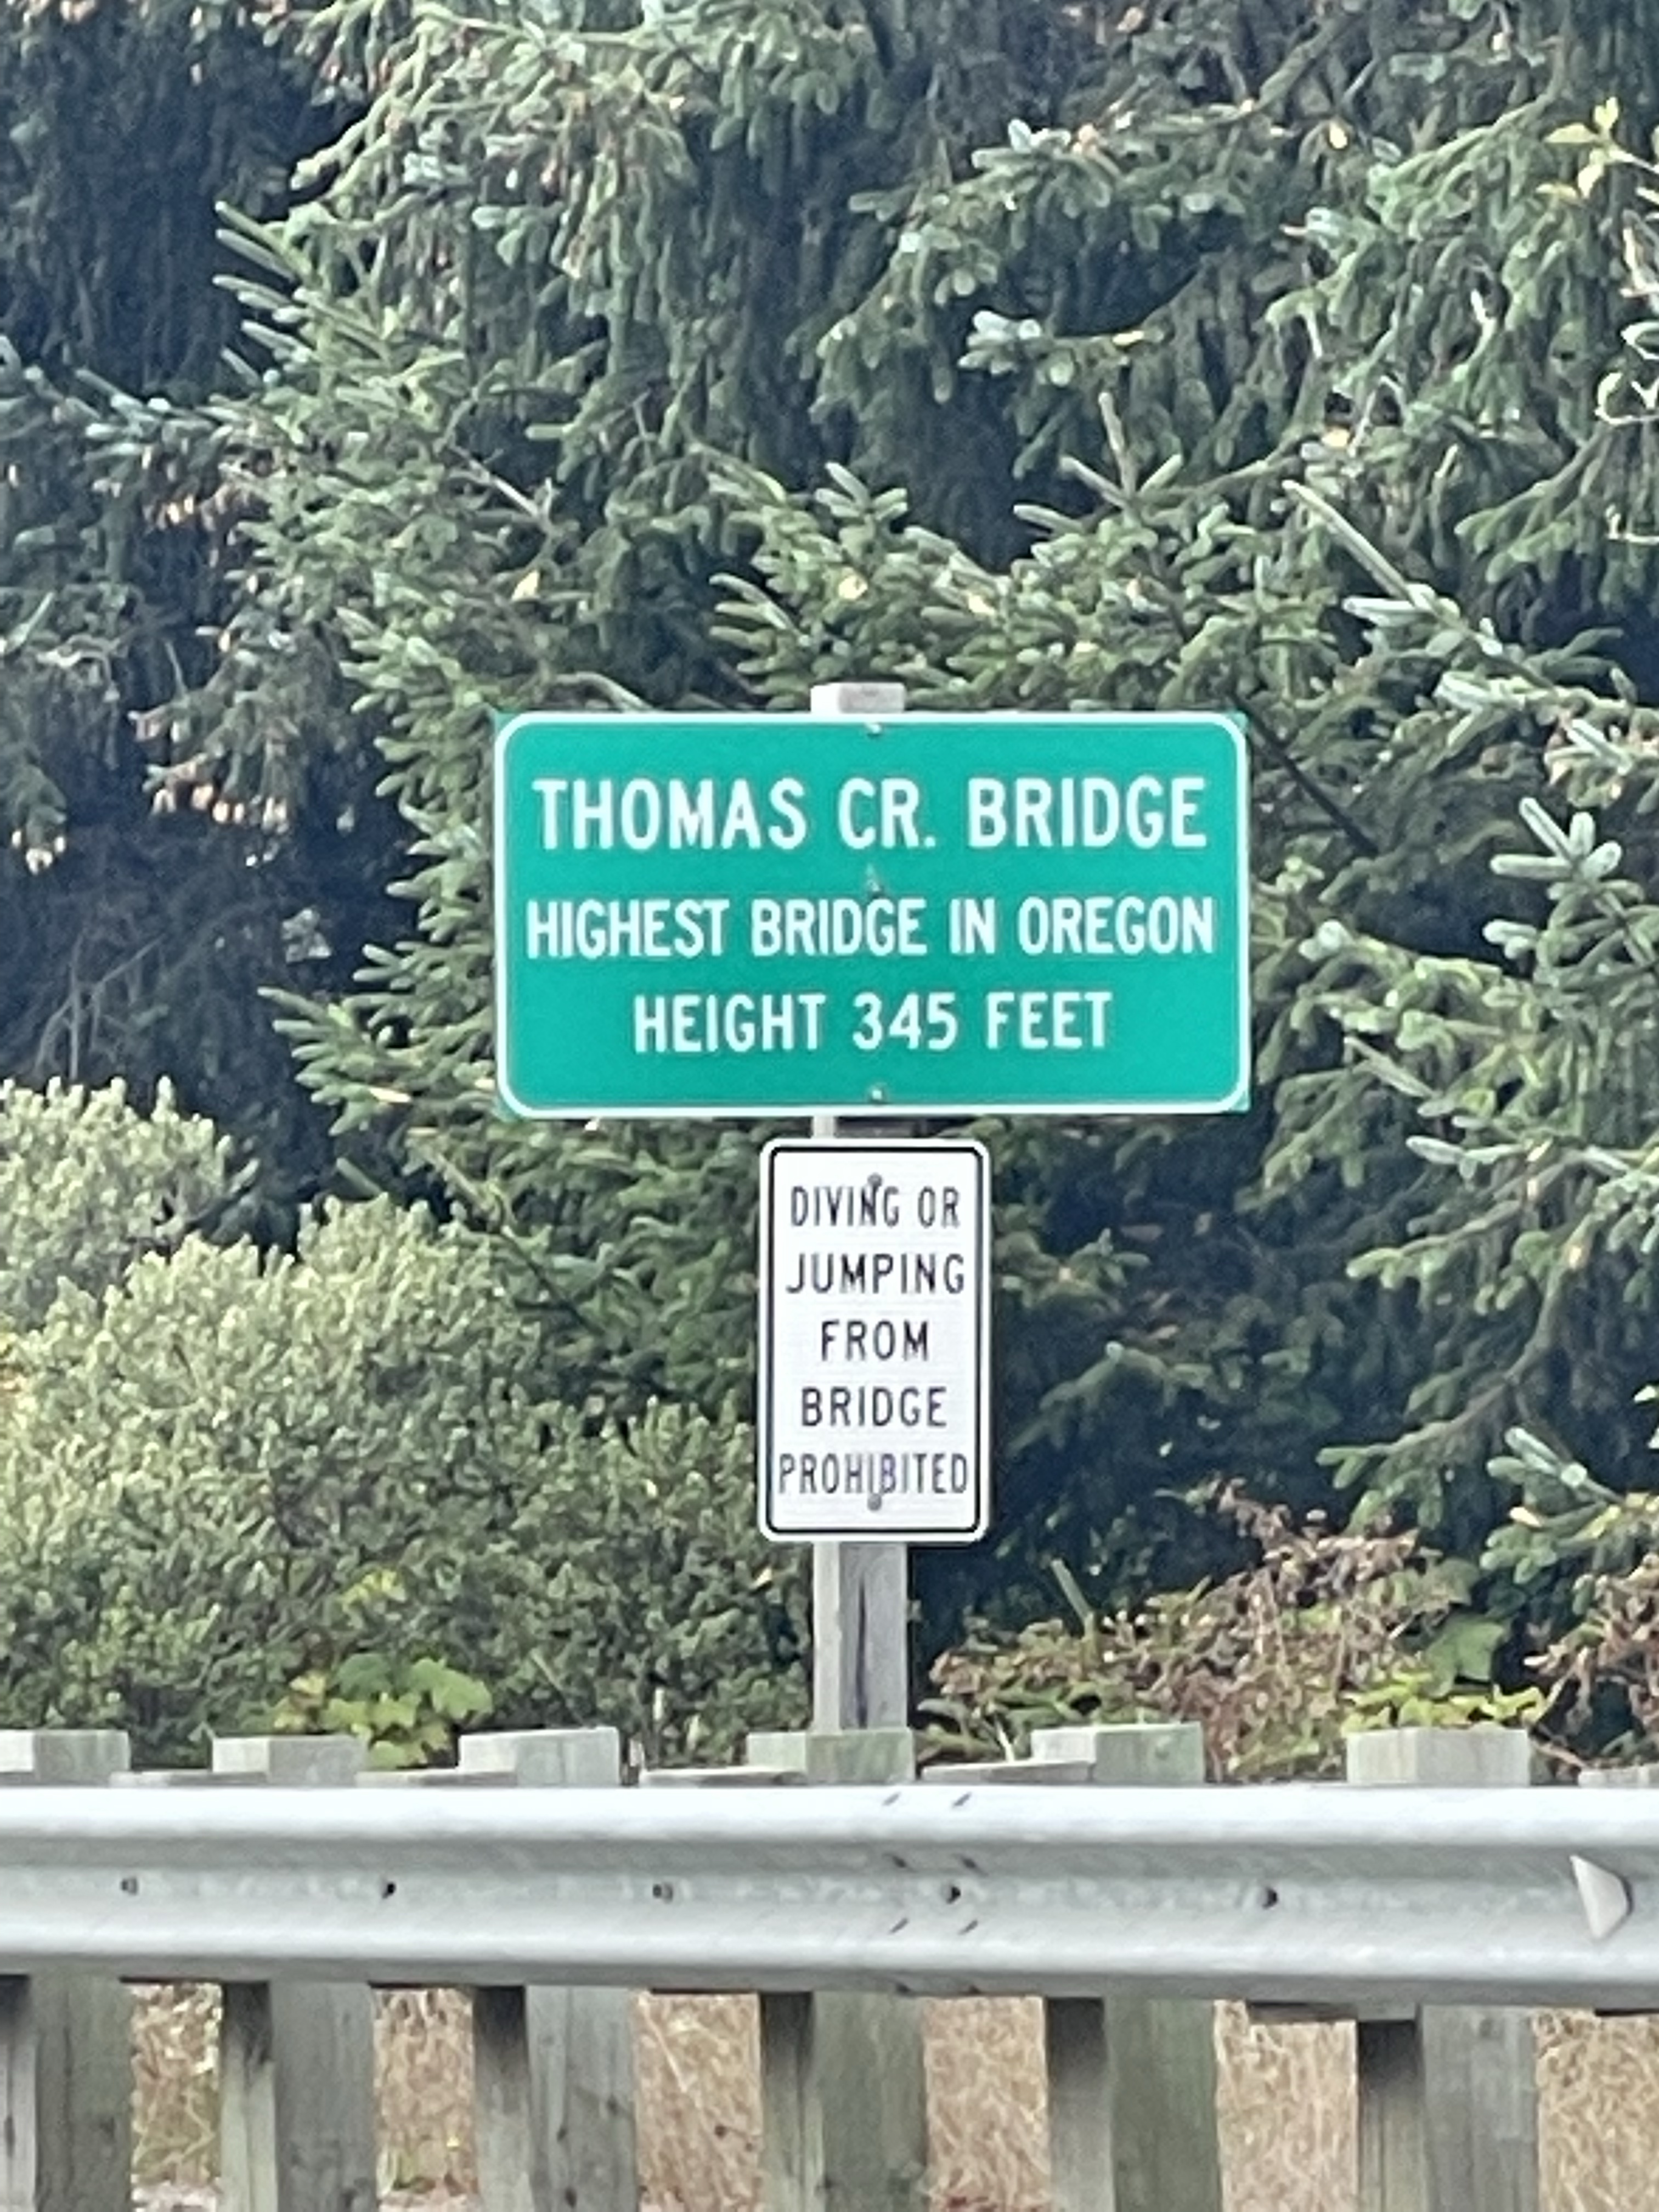 THOMAS CR. BRIDGE
HIGHEST BRIDGE IN OREGON
HEIGHT 345 FEET
DIVING OR
JUMPING
FROM
BRIDGE
PROHIBITED